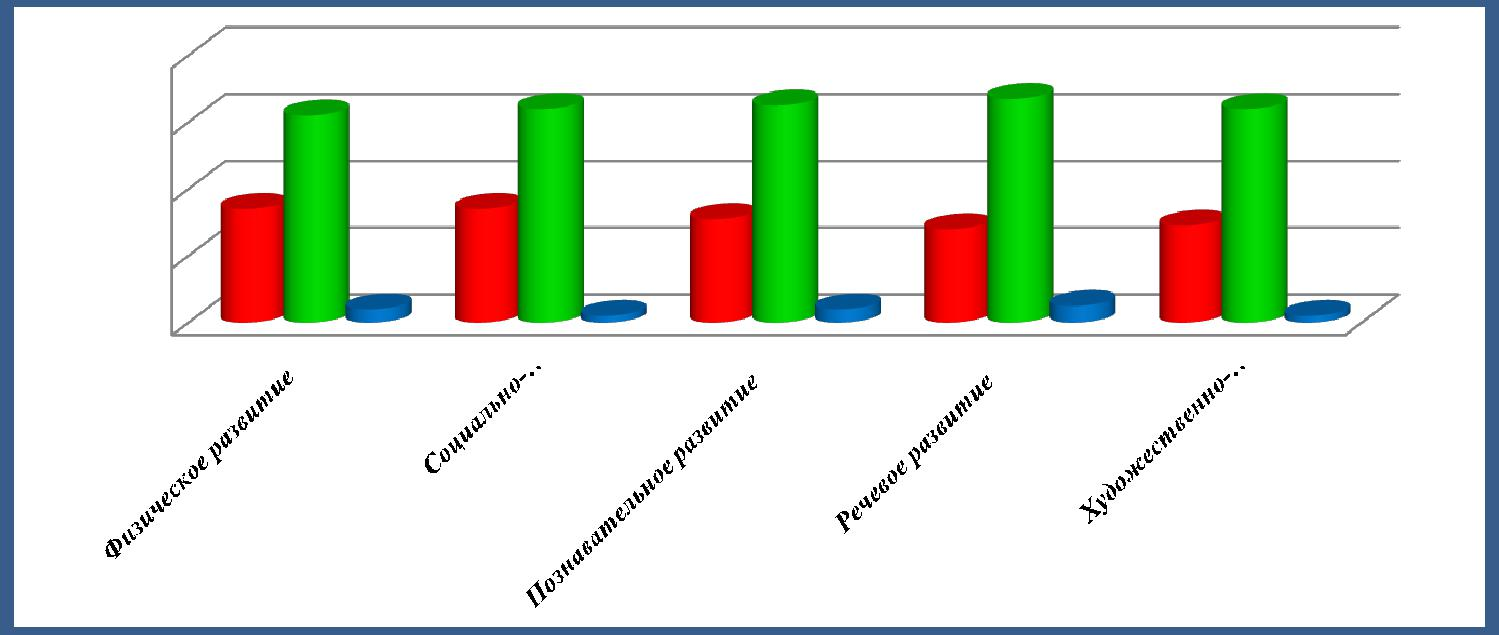 Физическое развитие
Социально-..
Познавательное развитие
Речевое развитие
Художественно-..